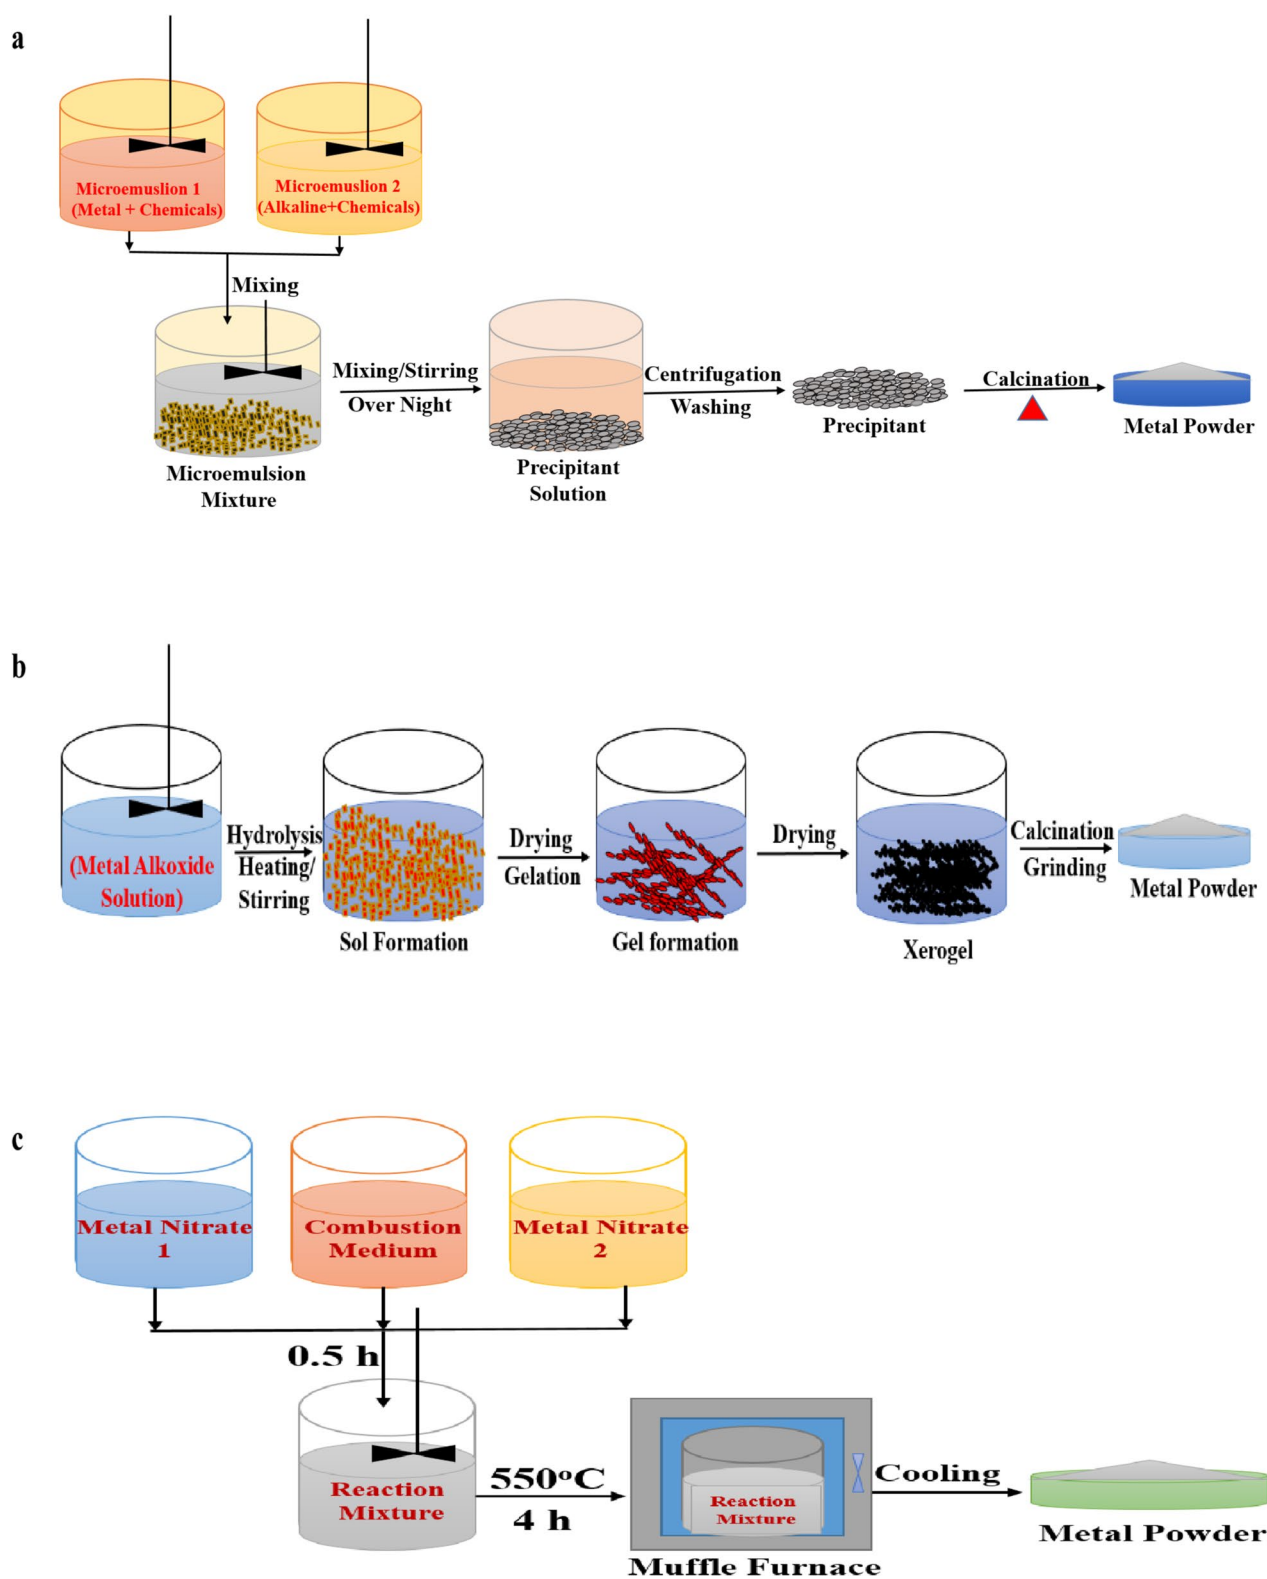 a
Microemuslion 1
(Metal + Chemicals)
Microemuslion 2
(Alkaline+Chemicals)
Mixing
Microemulsion
Mixture
Mixing/Stirring
Over Night
Precipitant
Solution
Centrifugation
Washing
Precipitant
Calcination
Metal Powder
b
(Metal Alkoxide
Solution)
Hydrolysis
Heating/
Stirring
Sol Formation
Drying
Gelation
Gel formation
Drying
Xerogel
Calcination
Grinding
Metal Powder
c
Metal Nitrate
1
Combustion
Medium
Metal Nitrate
2
0.5 h
Reaction
Mixture
550°C
4 h
Reaction
Mixture
Muffle Furnace
Cooling
Metal Powder